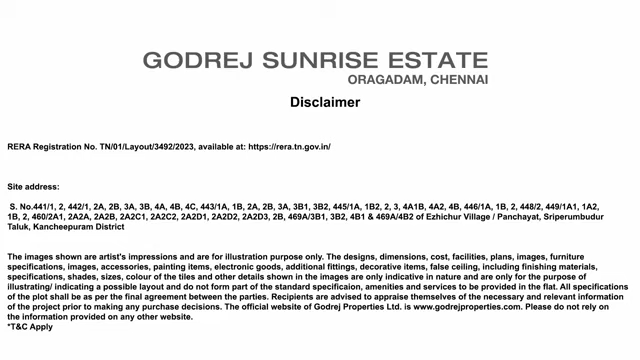 GODREJ SUNRISE ESTATE
ORAGADAM, CHENNAI
Disclaimer
RERA Registration No. TN/01/Layout/3492/2023, available at: https://rera.tn.gov.in/
Site address:
S. No.441/1, 2, 442/1, 2A, 2B, 3A, 3B, 4A, 4B, 4C, 443/1A, 1B, 2A, 2B, 3A, 3B1, 3B2, 445/1A, 1B2, 2, 3, 4A1B, 4A2, 4B, 446/1A, 1B, 2, 448/2, 449/1A1, 1A2,
1B, 2, 460/2A1, 2A2A, 2A2B, 2A2C1, 2A2C2, 2A2D1, 2A2D2, 2A2D3, 2B, 469A/3B1, 3B2, 4B1 & 469A/4B2 of Ezhichur Village / Panchayat, Sriperumbudur
Taluk, Kancheepuram District
The images shown are artist's impressions and are for illustration purpose only. The designs, dimensions, cost, facilities, plans, images, furniture
specifications, images, accessories, painting items, electronic goods, additional fittings, decorative items, false ceiling, including finishing materials,
specifications, shades, sizes, colour of the tiles and other details shown in the images are only indicative in nature and are only for the purpose of
illustrating/ indicating a possible layout and do not form part of the standard specificaion, amenities and services to be provided in the flat. All specifications
of the plot shall be as per the final agreement between the parties. Recipients are advised to appraise themselves of the necessary and relevant information
of the project prior to making any purchase decisions. The official website of Godrej Properties Ltd. is www.godrejproperties.com. Please do not rely on
the information provided on any other website.
*T&C Apply